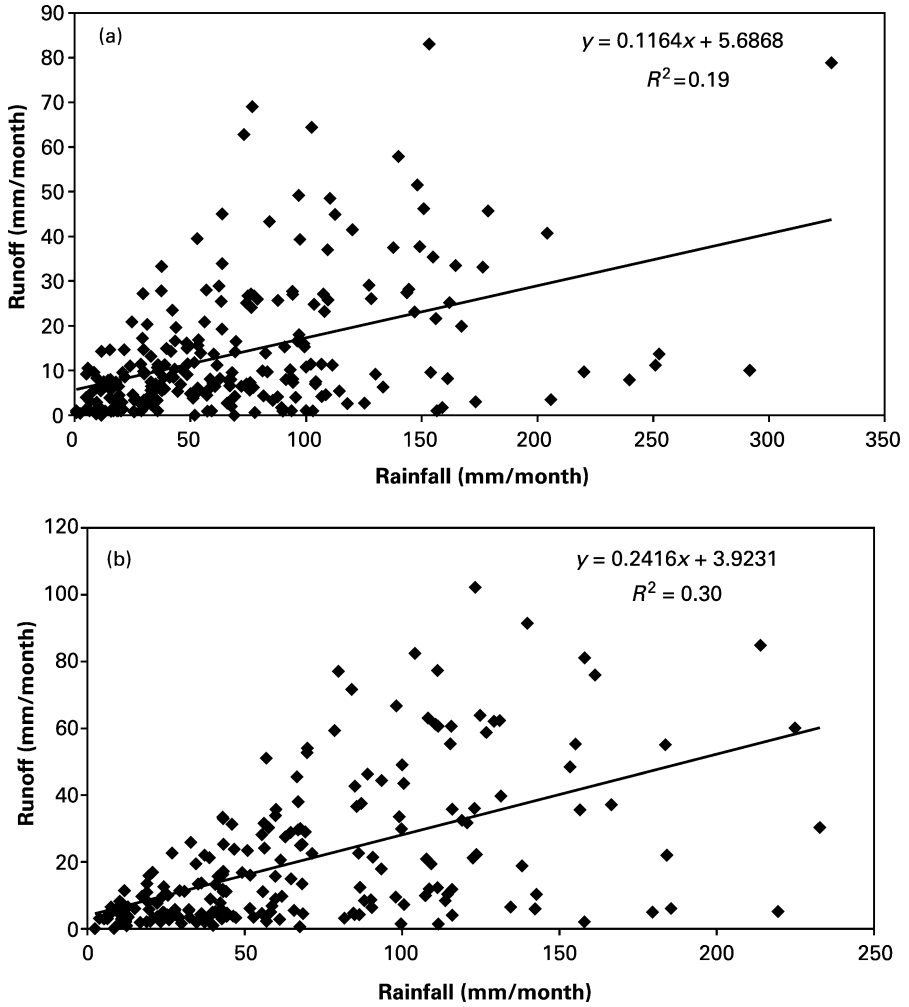 90
(a)
y = 0.1164x + 5.6868
80
R² = 0.19
70
60
50
40
30
20
10
0
Runoff (mm/month)
0 50 100 150 200 250 300 350
Rainfall (mm/month)
120
(b)
y = 0.2416x + 3.9231
R² = 0.30
100
80
60
40
20
0
Runoff (mm/month)
0 50 100 150 200 250
Rainfall (mm/month)